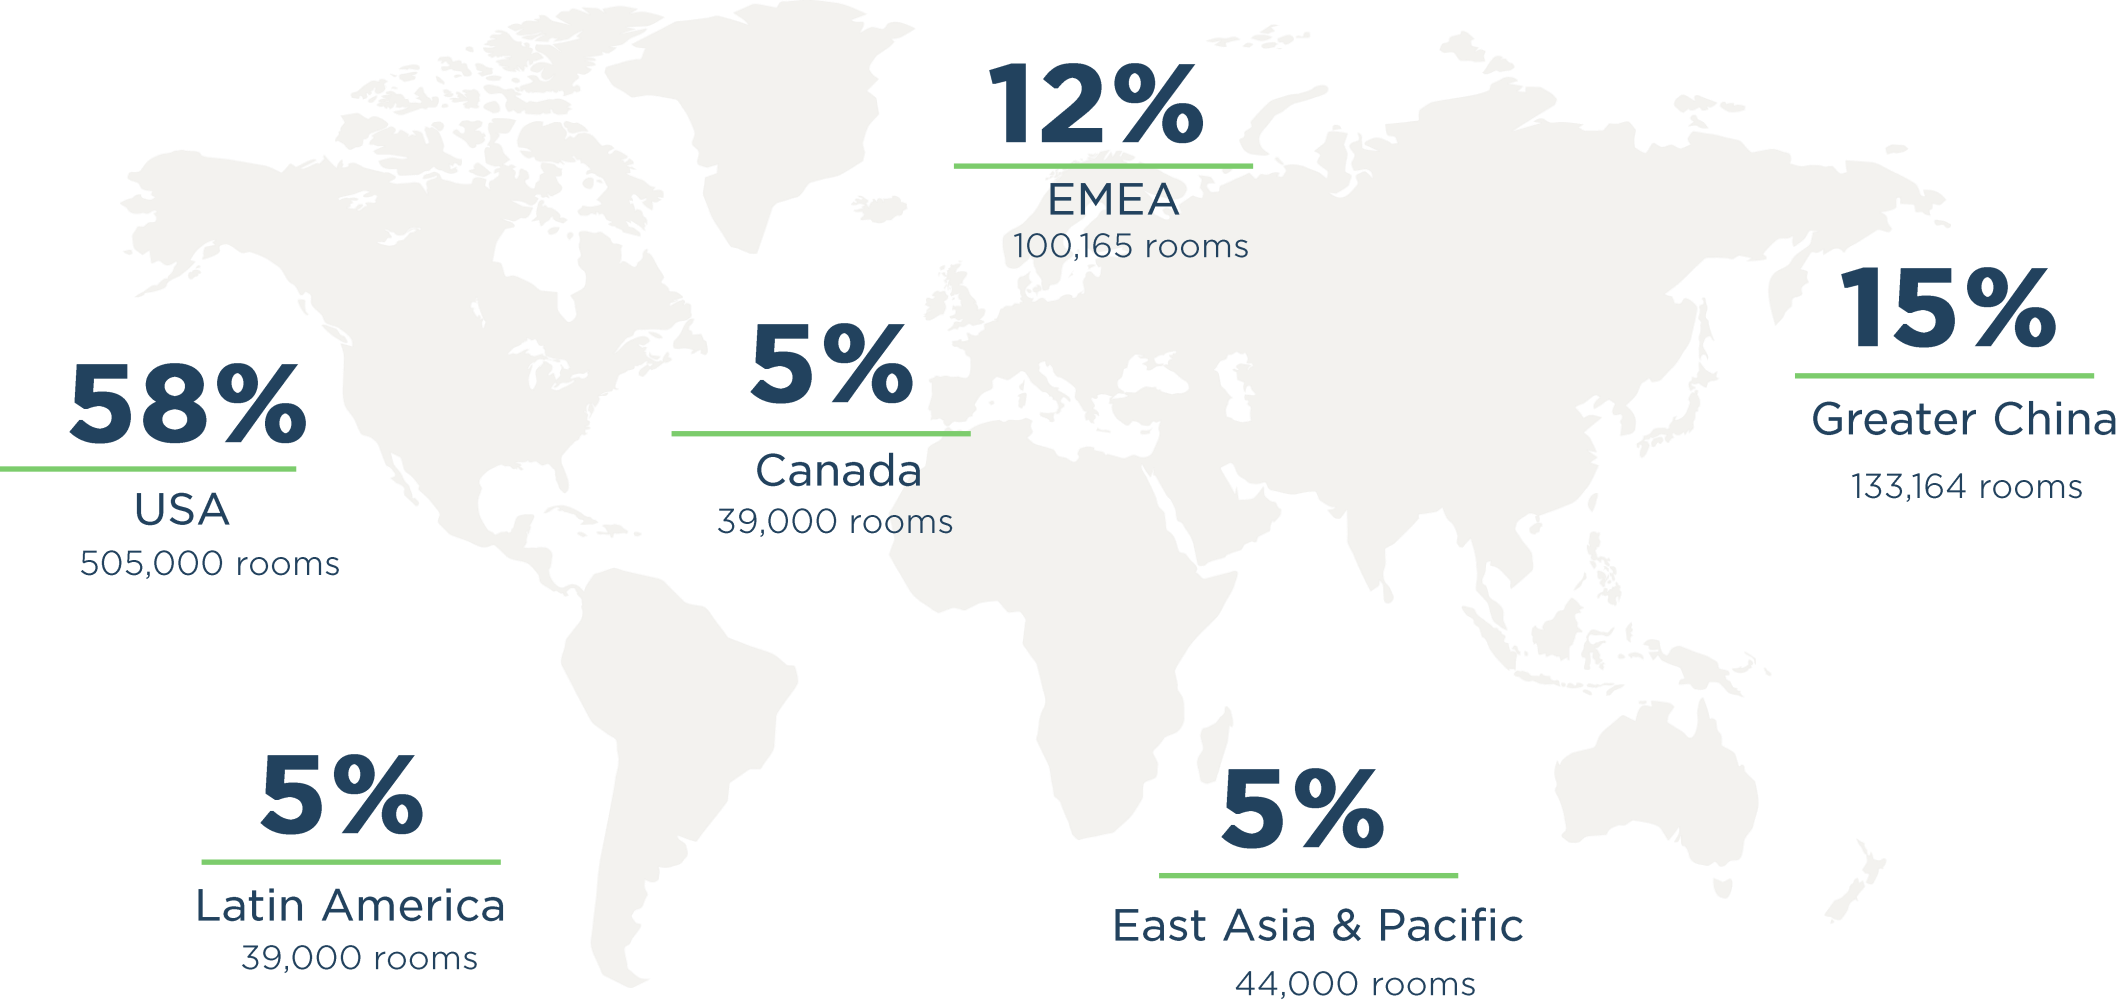 12%
EMEA
100,165 rooms
15%
Greater China
133,164 rooms
5%
Canada
39,000 rooms
58%
USA
505,000 rooms
5%
Latin America
39,000 rooms
5%
East Asia & Pacific
44,000 rooms